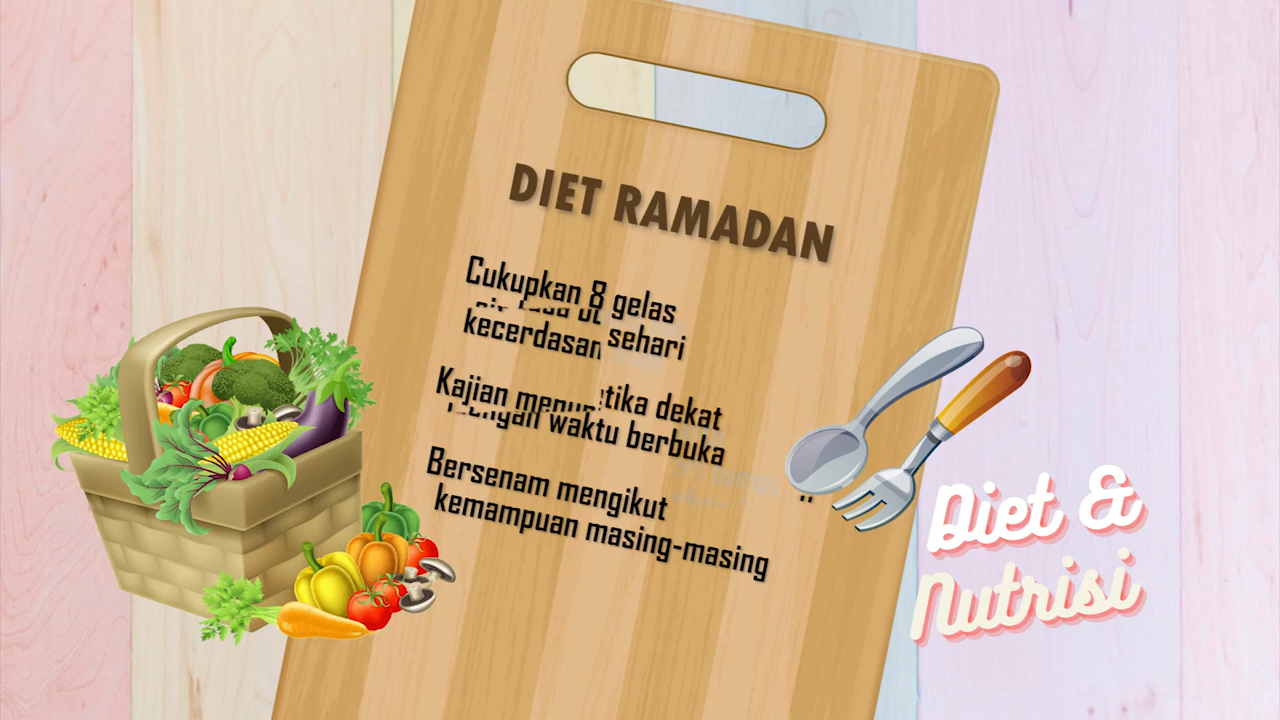 DIET RAMADAN
Cukupkan 8 gelas
sehari
kecerdasan
Kajian tika dekat
waktu berbuka
Bersenam mengikut
kemampuan masing-masing
Diet &
Nutrisi